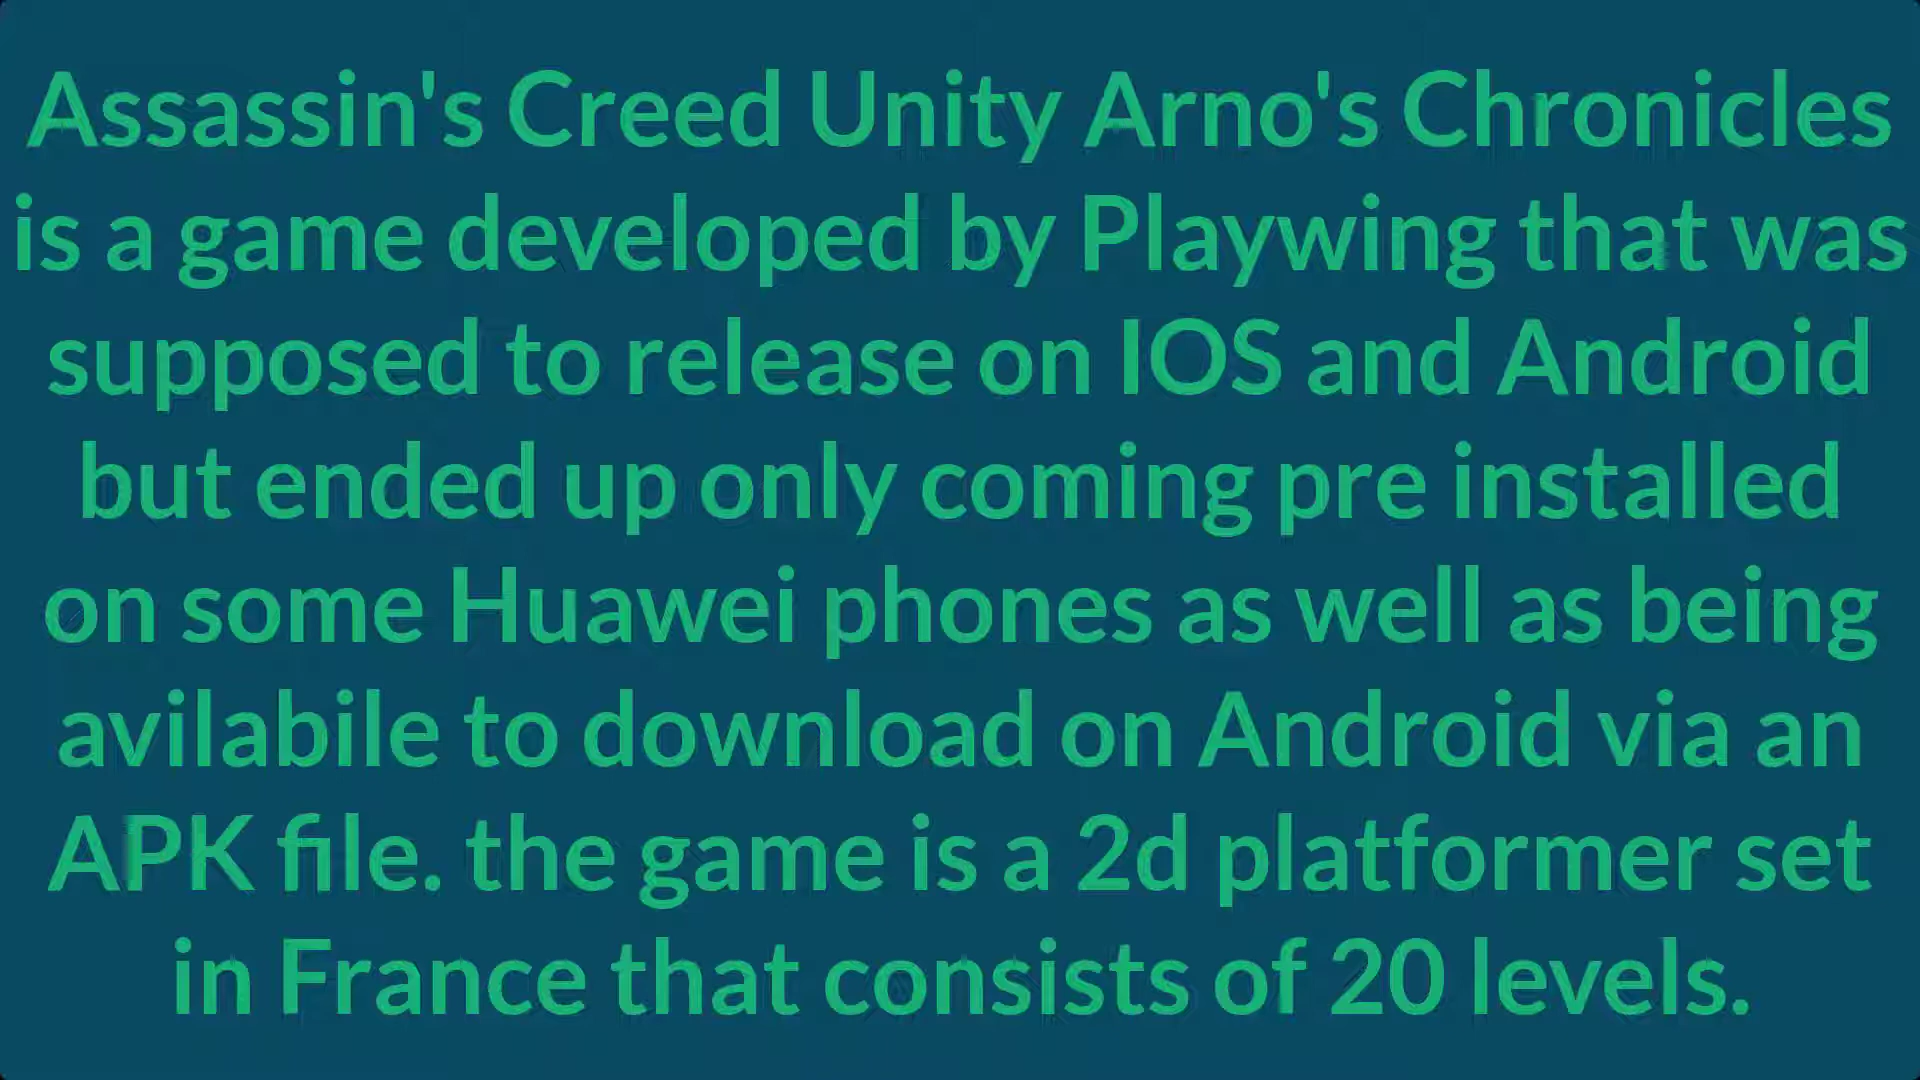 Assassin's Creed Unity Arno's Chronicles
is a game developed by Playwing that was
supposed to release on IOS and Android
but ended up only coming pre installed
on some Huawei phones as well as being
avilabile to download on Android via an
APK file. the game is a 2d platformer set
in France that consists of 20 levels.